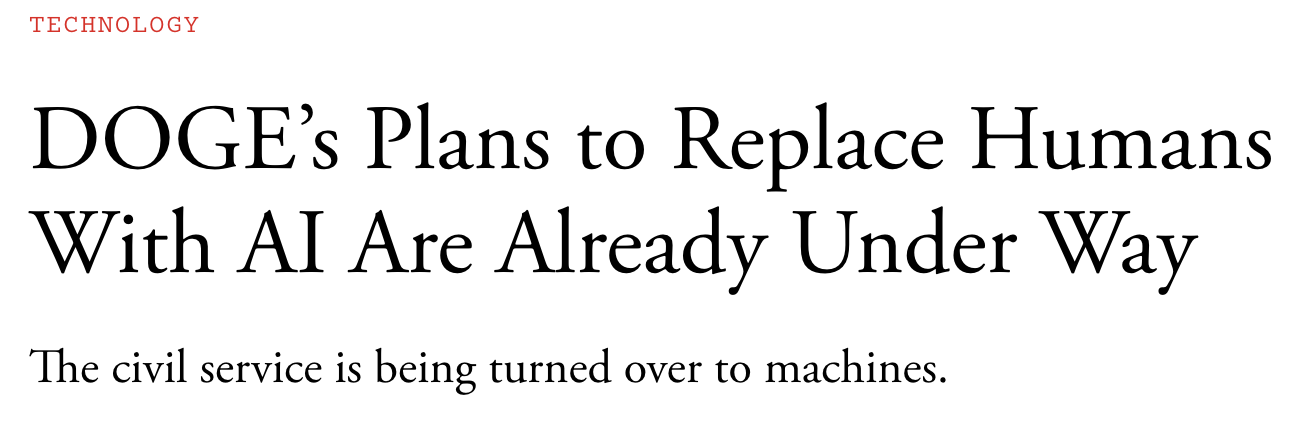 TECHNOLOGY
DOGE’s Plans to Replace Humans
With AI Are Already Under Way
The civil service is being turned over to machines.